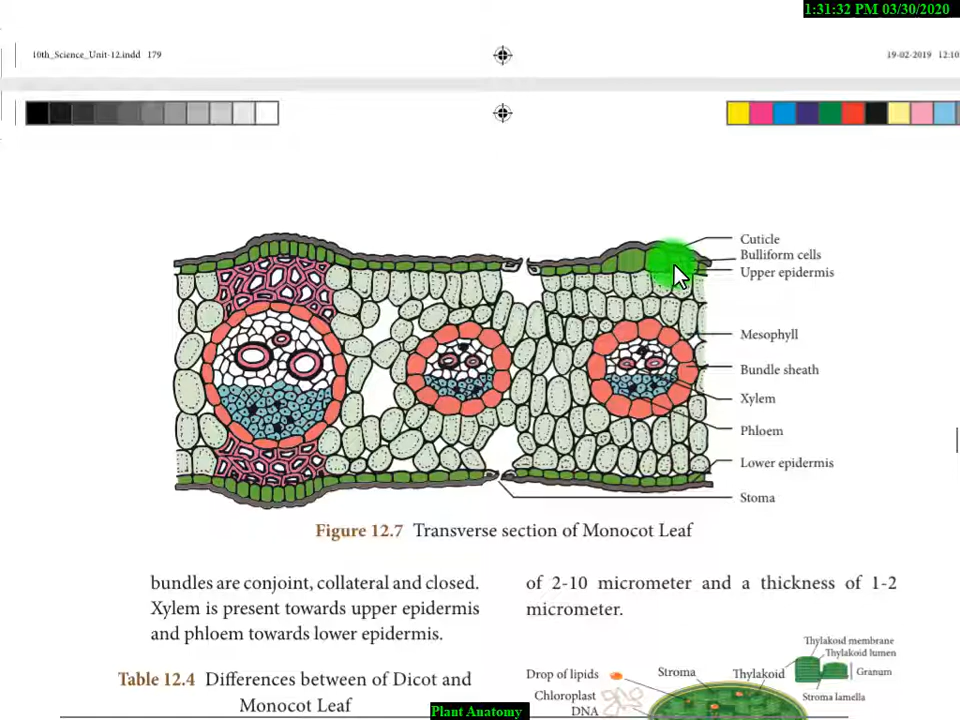 1:31:32 PM 03/30/2020
10th_Science_Unit-12.indd 179
19-02-2019 12:10
Cuticle
Bulliform cells
Upper epidermis
Mesophyll
Bundle sheath
Xylem
Phloem
Lower epidermis
Stoma
Figure 12.7 Transverse section of Monocot Leaf
bundles are conjoint, collateral and closed.
Xylem is present towards upper epidermis
and phloem towards lower epidermis.
Table 12.4 Differences between of Dicot and
Monocot Leaf
of 2-10 micrometer and a thickness of 1-2
micrometer.
Thylakoid membrane
Thylakoid lumen
Drop of lipids
Stroma
Thylakoid
Granum
Chloroplast
DNA
Stroma lamella
Plant Anatomy